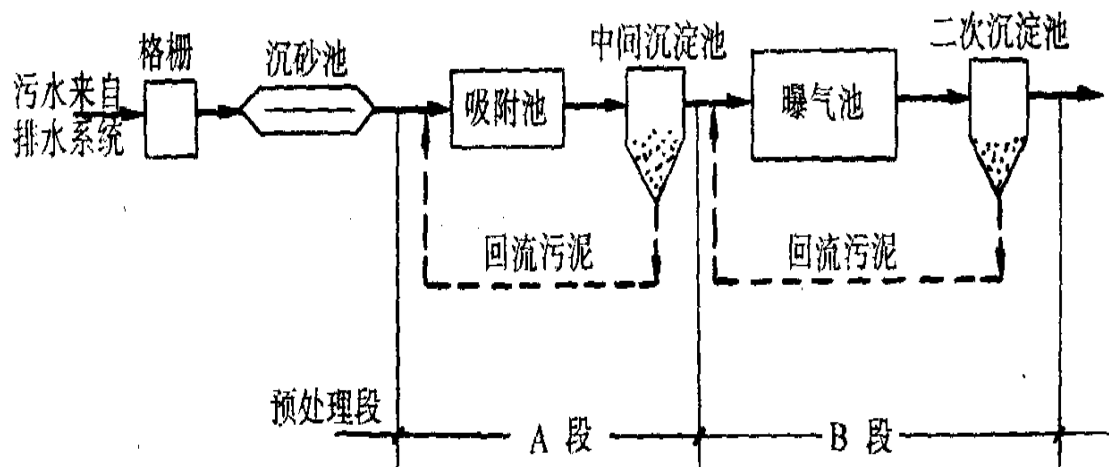 格栅
沉砂池
中间沉淀池
二次沉淀池
污水来自
排水系统
吸附池
曝气池
回流污泥
回流污泥
预处理段
A 段
B 段